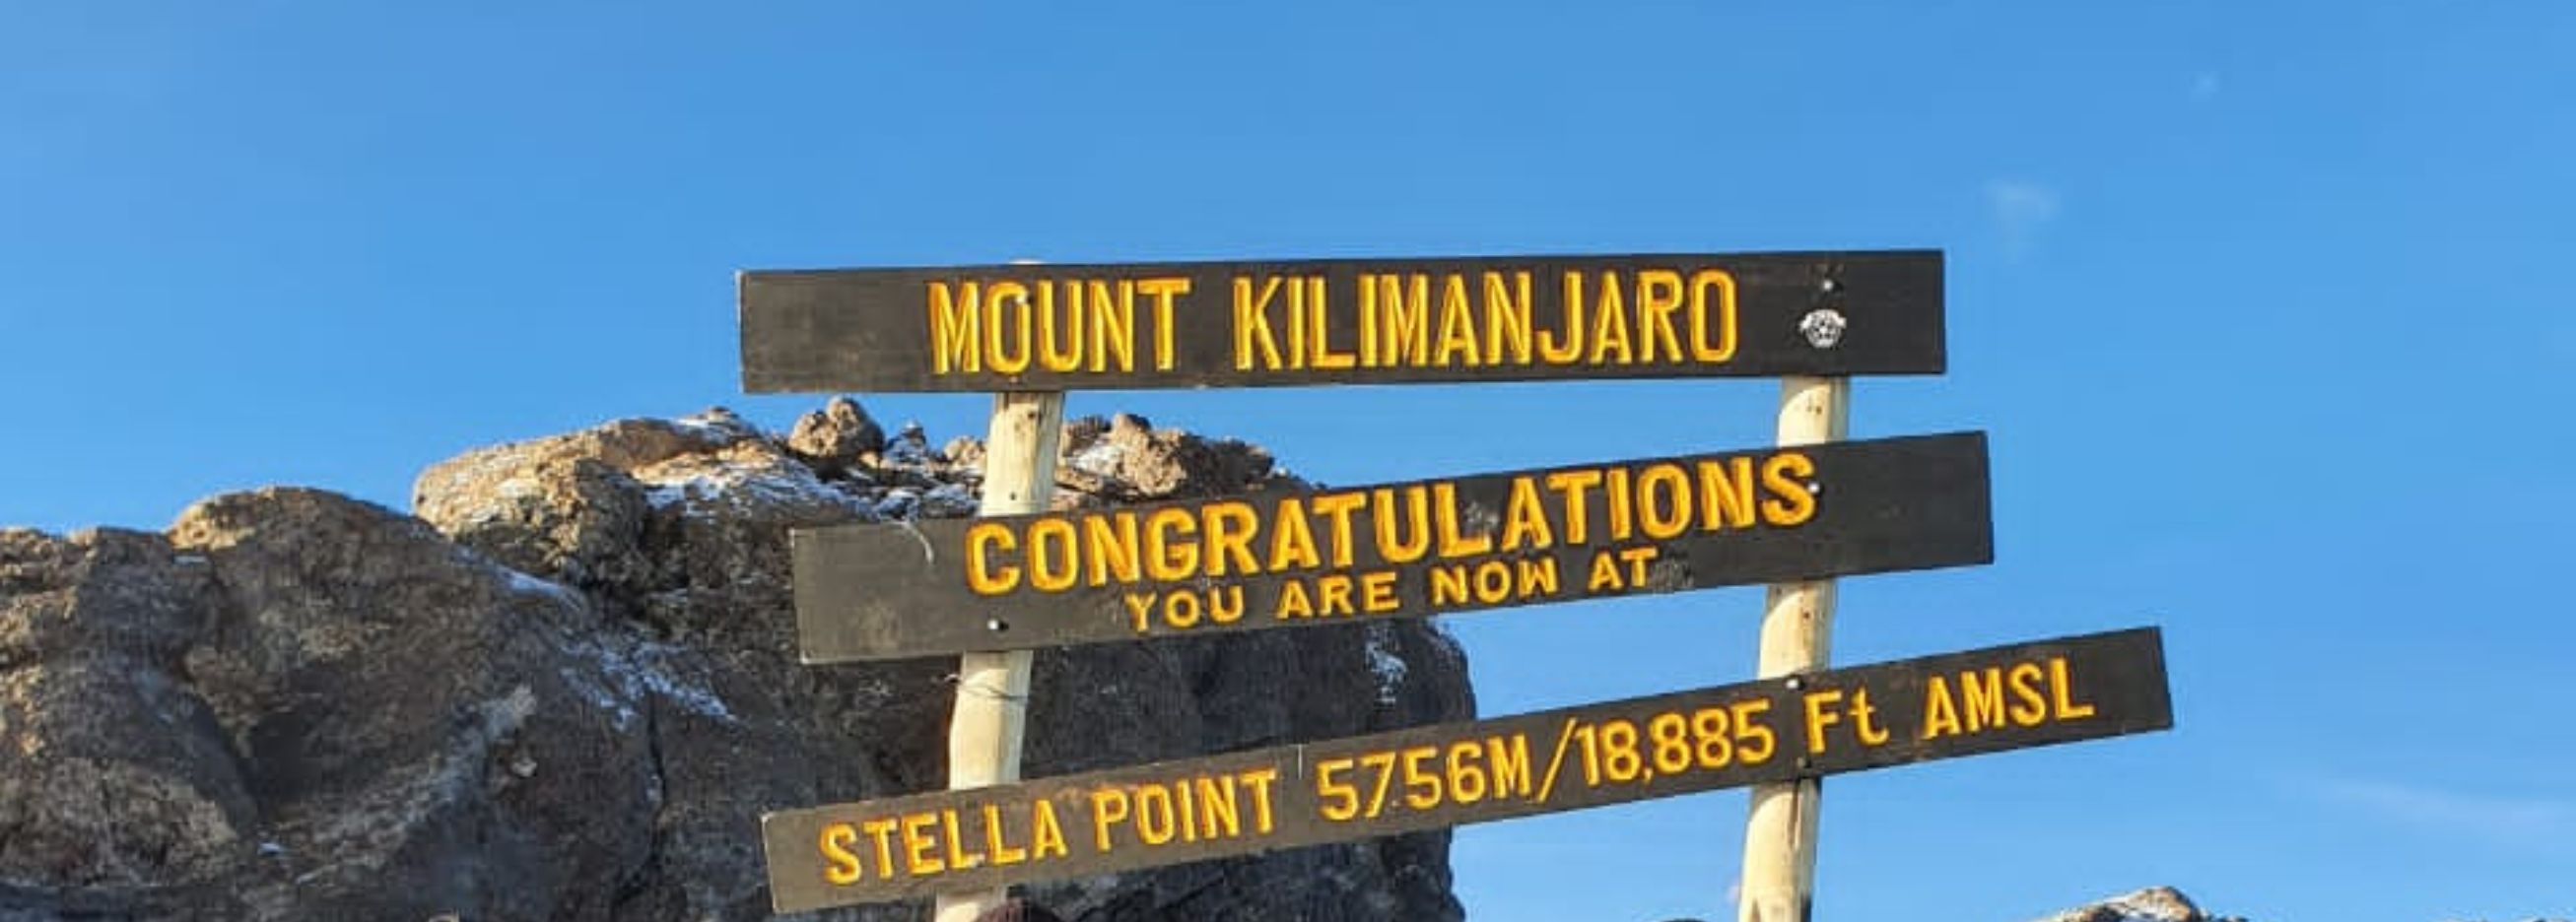 MOUNT KILIMANJARO
CONGRATULATIONS
YOU ARE NOW AT
STELLA POINT 5756M/18,885 Ft AMSL